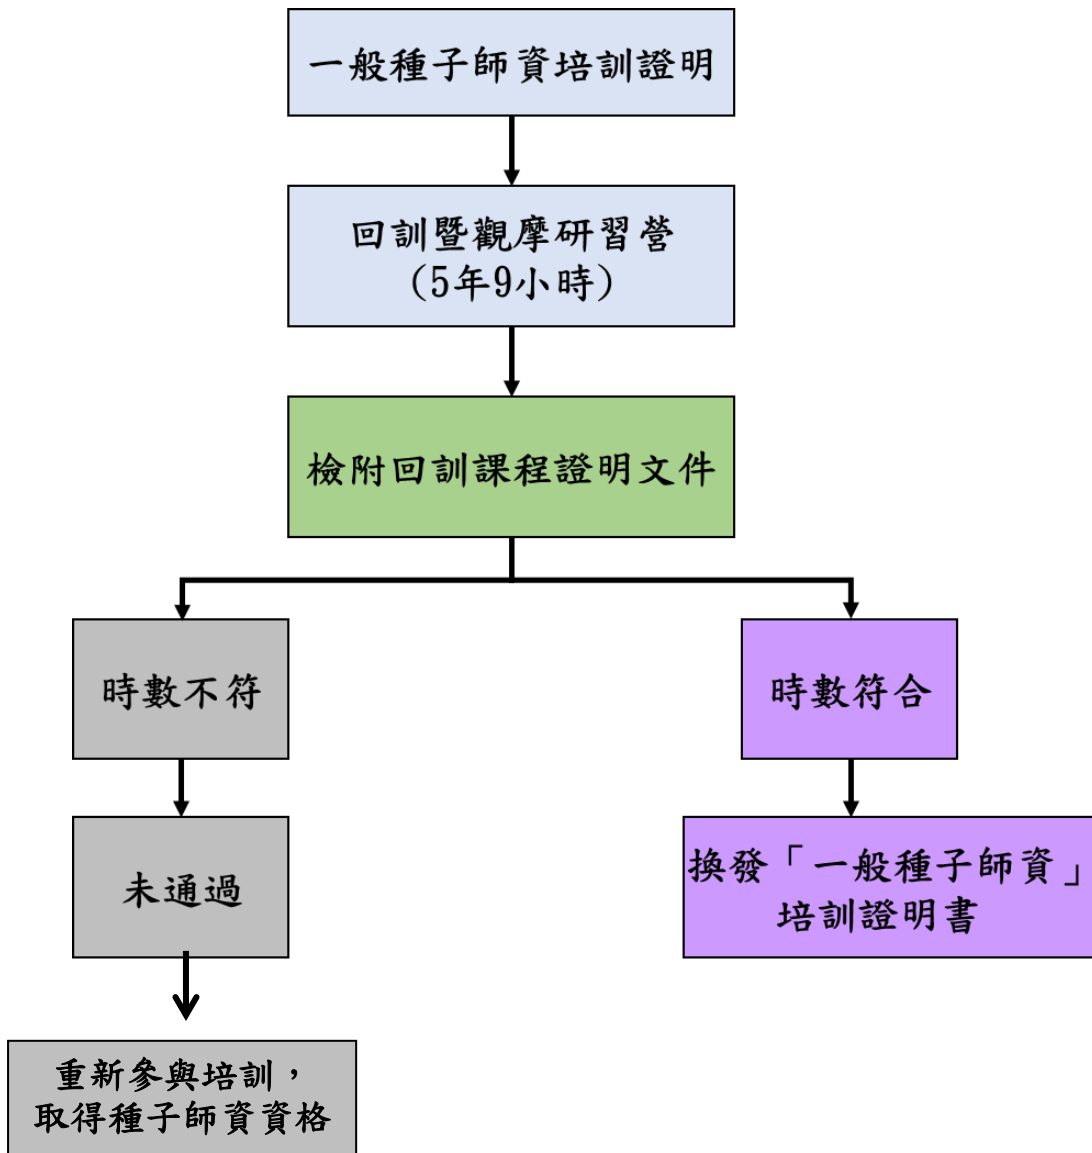 一般種子師資培訓證明
回訓暨觀摩研習營
(5年9小時)
檢附回訓課程證明文件
時數不符
時數符合
未通過
換發「一般種子師資」
培訓證明書
重新參與培訓，
取得種子師資資格